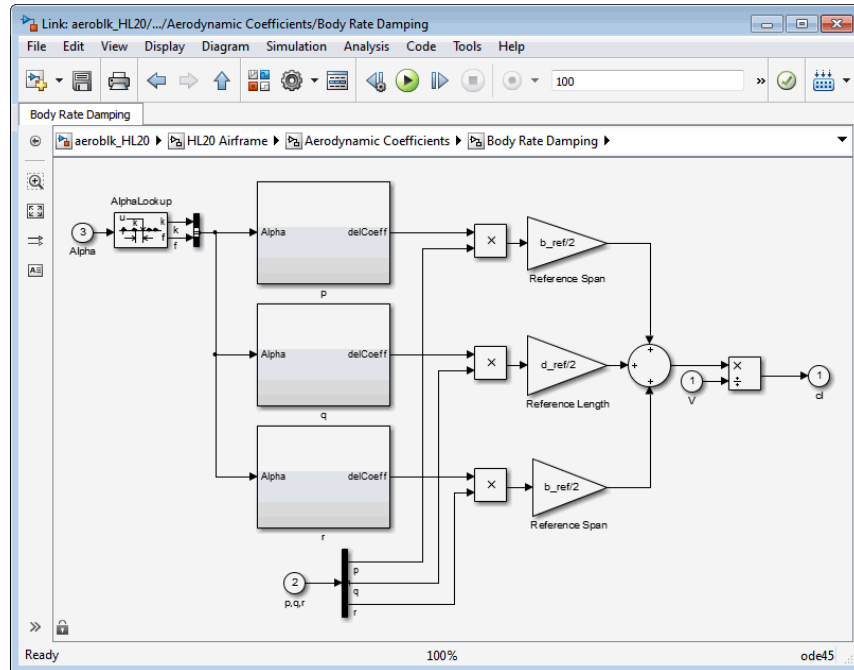 Link: aeroblk_HL20/.../Aerodynamic Coefficients/Body Rate Damping
File Edit View Display Diagram Simulation Analysis Code Tools Help
100 »
Body Rate Damping
aeroblk_HL20 HL20 Airframe Aerodynamic Coefficients Body Rate Damping
AlphaLookup
u k k
f
k
f
3
Alpha
Alpha delCoeff
p
×
b_ref/2
Reference Span
Alpha delCoeff
q
×
d_ref/2
Reference Length
+
+
+
×
÷
1
V
1
cl
Alpha delCoeff
r
×
b_ref/2
Reference Span
2
p,q,r
p
q
r
A
»
Ready 100% ode45